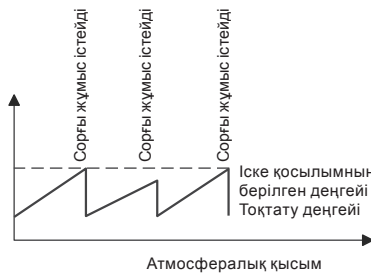 Сорғы жұмыс істейді
Сорғы жұмыс істейді
Сорғы жұмыс істейді
Іске қосылымның
берілген деңгейі
Тоқтату деңгейі
Атмосфералық қысым